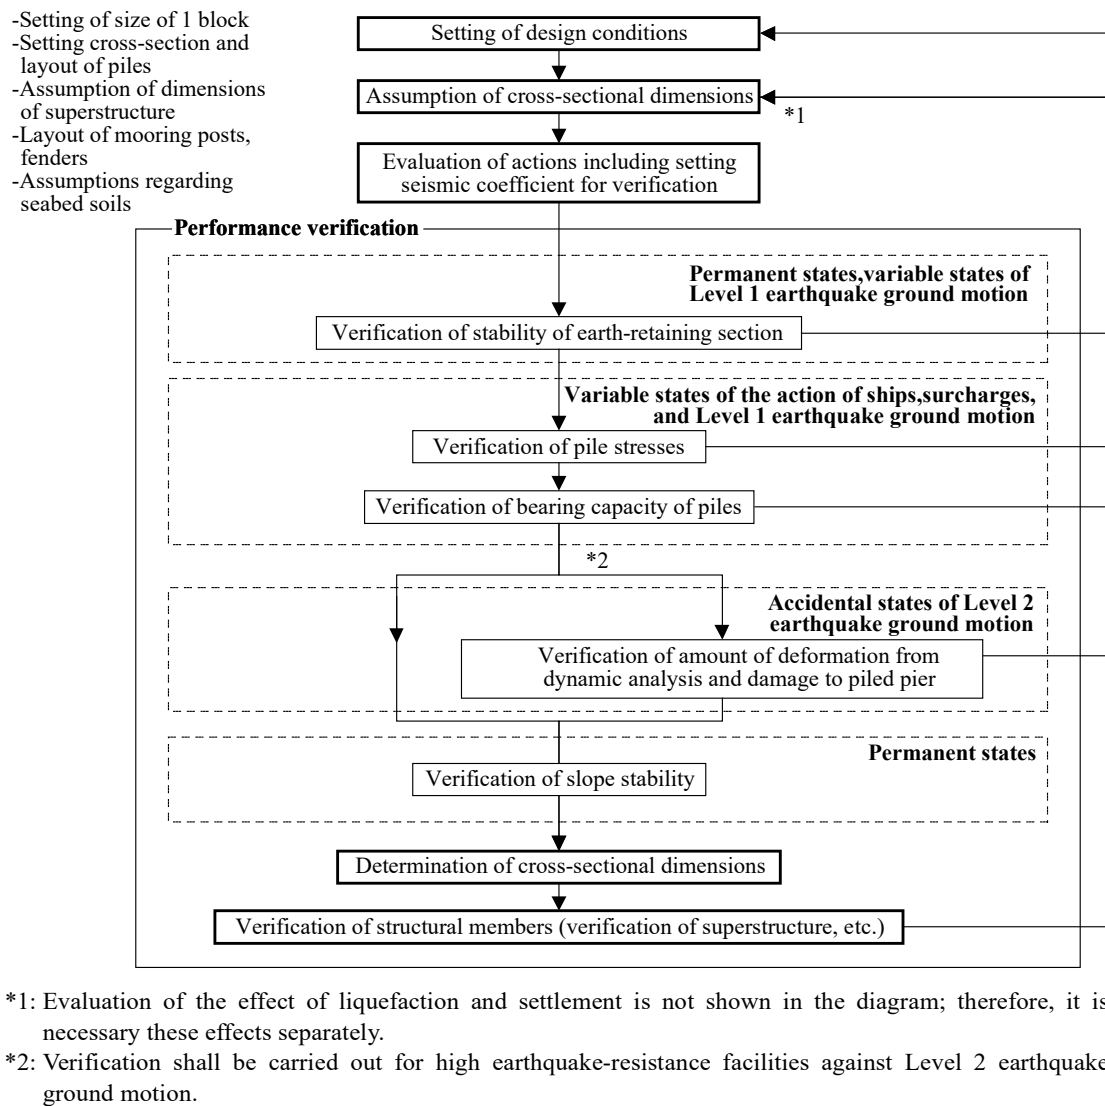 -Setting of size of 1 block
-Setting cross-section and
layout of piles
-Assumption of dimensions
of superstructure
-Layout of mooring posts,
fenders
-Assumptions regarding
seabed soils
Setting of design conditions
Assumption of cross-sectional dimensions
*1
Evaluation of actions including setting
seismic coefficient for verification
Performance verification
Permanent states,variable states of
Level 1 earthquake ground motion
Verification of stability of earth-retaining section
Variable states of the action of ships,surcharges,
and Level 1 earthquake ground motion
Verification of pile stresses
Verification of bearing capacity of piles
*2
Accidental states of Level 2
earthquake ground motion
Verification of amount of deformation from
dynamic analysis and damage to piled pier
Permanent states
Verification of slope stability
Determination of cross-sectional dimensions
Verification of structural members (verification of superstructure, etc.)
*1: Evaluation of the effect of liquefaction and settlement is not shown in the diagram; therefore, it is
necessary these effects separately.
*2: Verification shall be carried out for high earthquake-resistance facilities against Level 2 earthquake
ground motion.